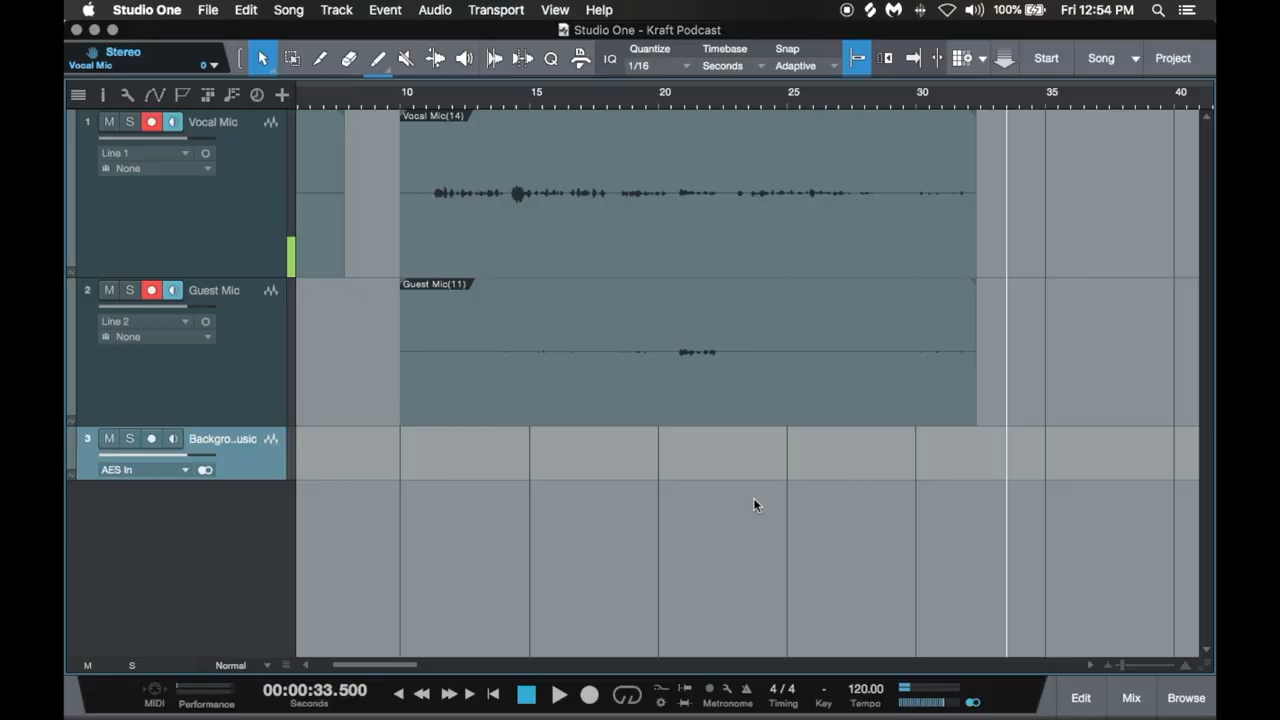 Studio One File Edit Song Track Event Audio Transport View Help 100% Fri 12:54 PM
Studio One - Kraft Podcast
Stereo
Vocal Mic 0
IQ
Quantize
1/16
Timebase
Seconds
Snap
Adaptive
Start Song Project
10 15 20 25 30 35 40
1 M S Vocal Mic
Line 1
None
Vocal Mic(14)
2 M S Guest Mic
Line 2
None
Guest Mic(11)
3 M S Backgro..usic
AES In
M S Normal
MIDI
Performance
00:00:33.500
Seconds
Metronome
4 / 4
Timing
-
Key
120.00
Tempo
Edit Mix Browse